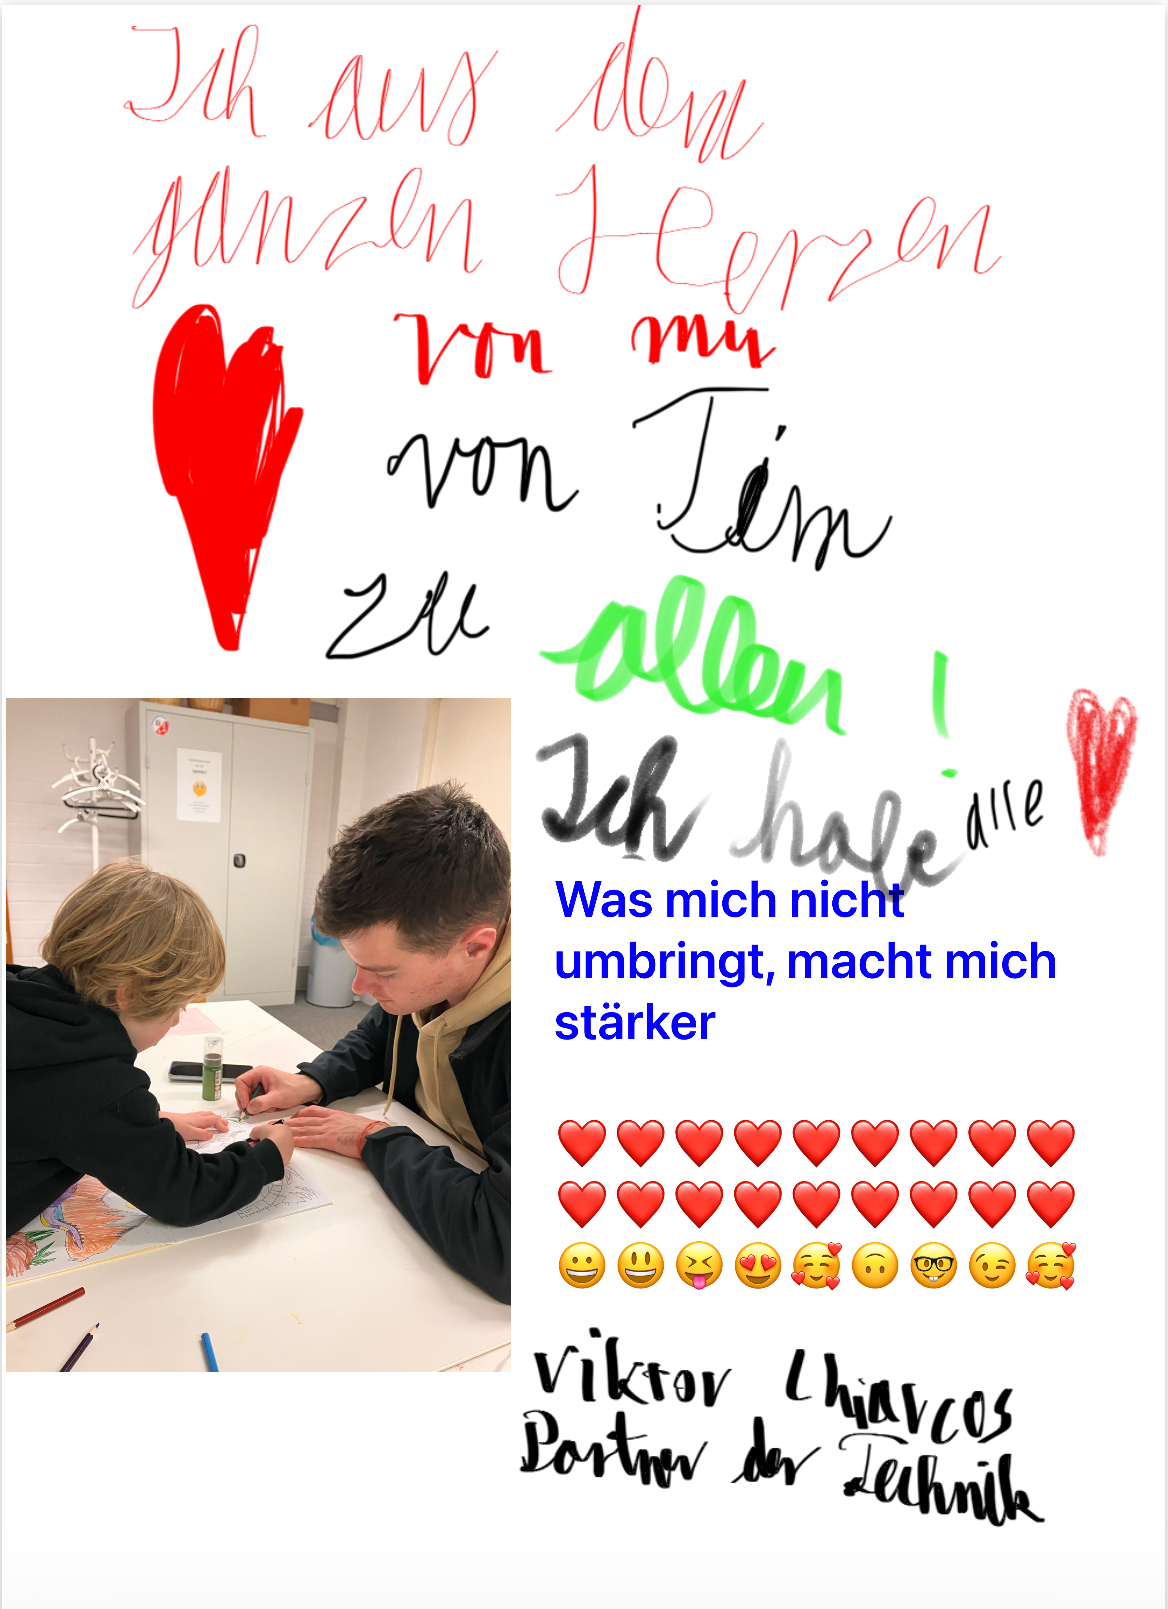 Ich aus dem
ganzen Herzen
von mir
von Tim
zu allen!
Ich habe alle
Was mich nicht
umbringt, macht mich
stärker
❤️❤️❤️❤️❤️❤️❤️❤️❤️
❤️❤️❤️❤️❤️❤️❤️❤️❤️
😀😃😝😍🥰🙃🤓😉🥰
Viktor Chiarcos
Partner der Technik